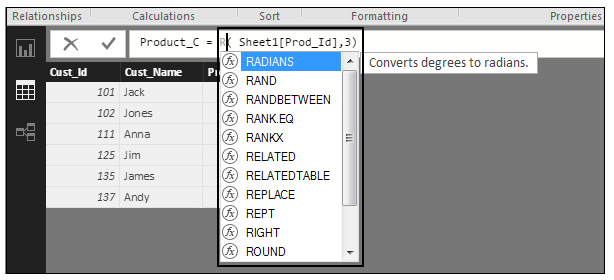 Relationships Calculations Sort Formatting Properties
Product_C = R( Sheet1[Prod_Id],3)
Cust_Id Cust_Name
RADIANS Converts degrees to radians.
101 Jack
RAND
102 Jones
RANDBETWEEN
111 Anna
RANK.EQ
RANKX
125 Jim
RELATED
135 James
RELATEDTABLE
137 Andy
REPLACE
REPT
RIGHT
ROUND